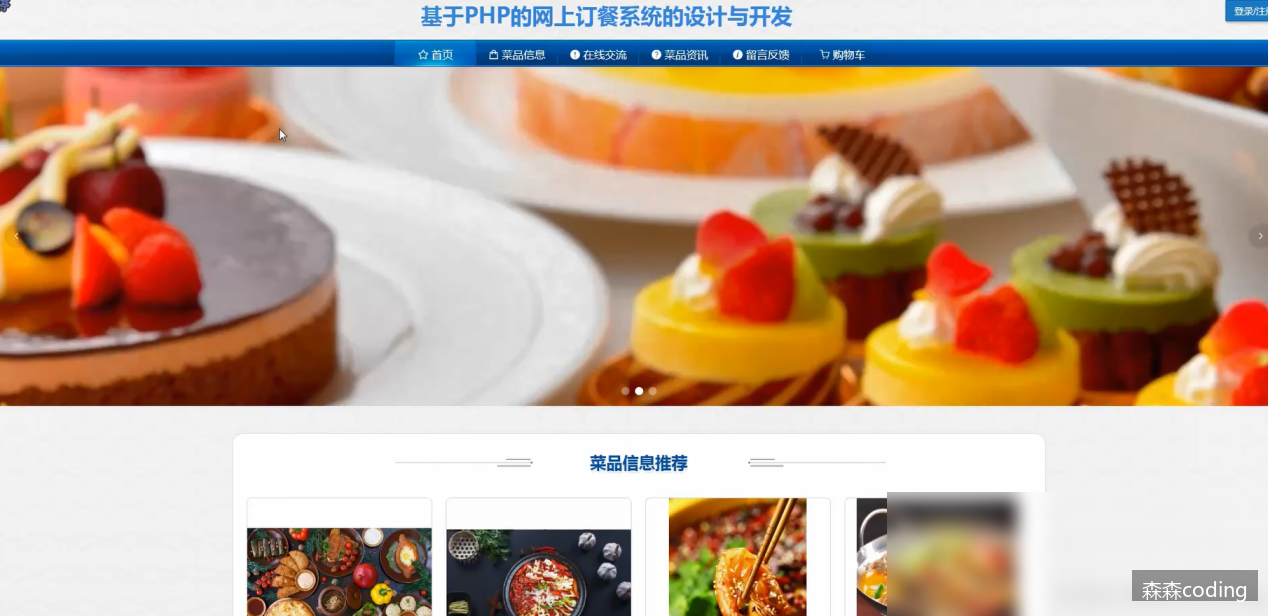 基于PHP的网上订餐系统的设计与开发
登录/注
首页 菜品信息 在线交流 菜品资讯 留言反馈 购物车
菜品信息推荐
森森coding